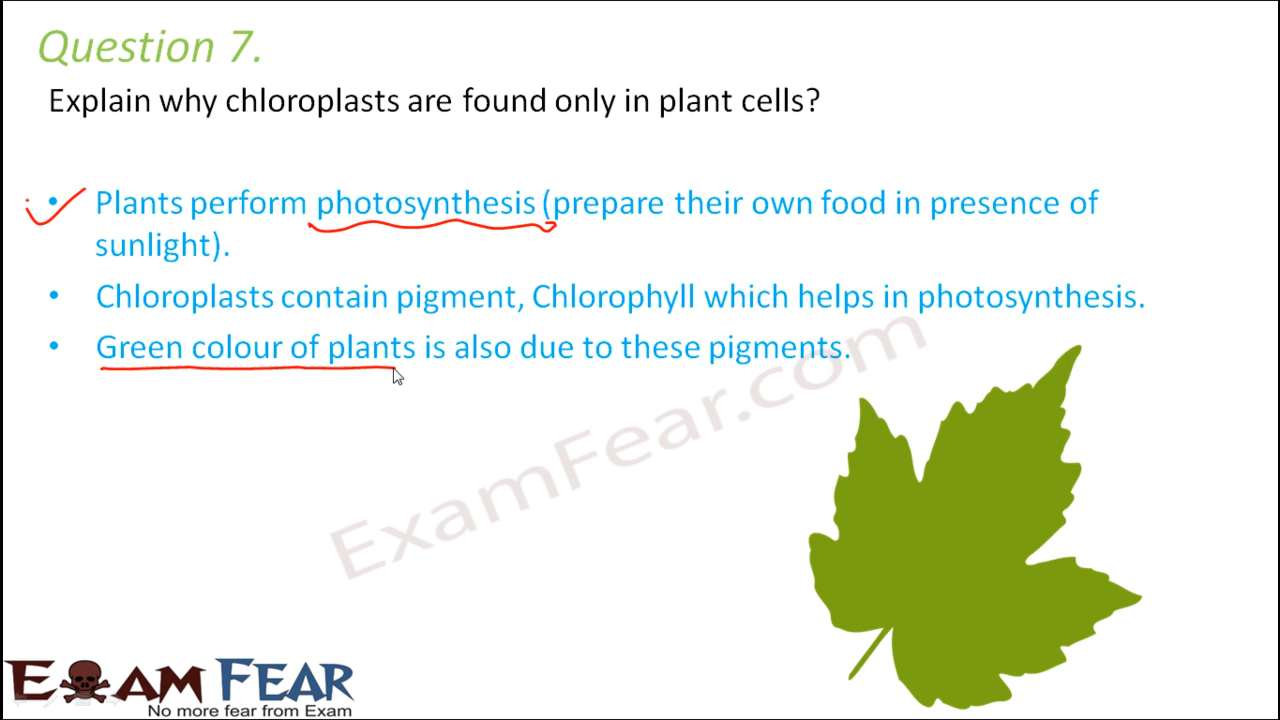 Question 7.
Explain why chloroplasts are found only in plant cells?
• Plants perform photosynthesis (prepare their own food in presence of
sunlight).
• Chloroplasts contain pigment, Chlorophyll which helps in photosynthesis.
• Green colour of plants is also due to these pigments.
ExamFear.com
EXAM FEAR
No more fear from Exam